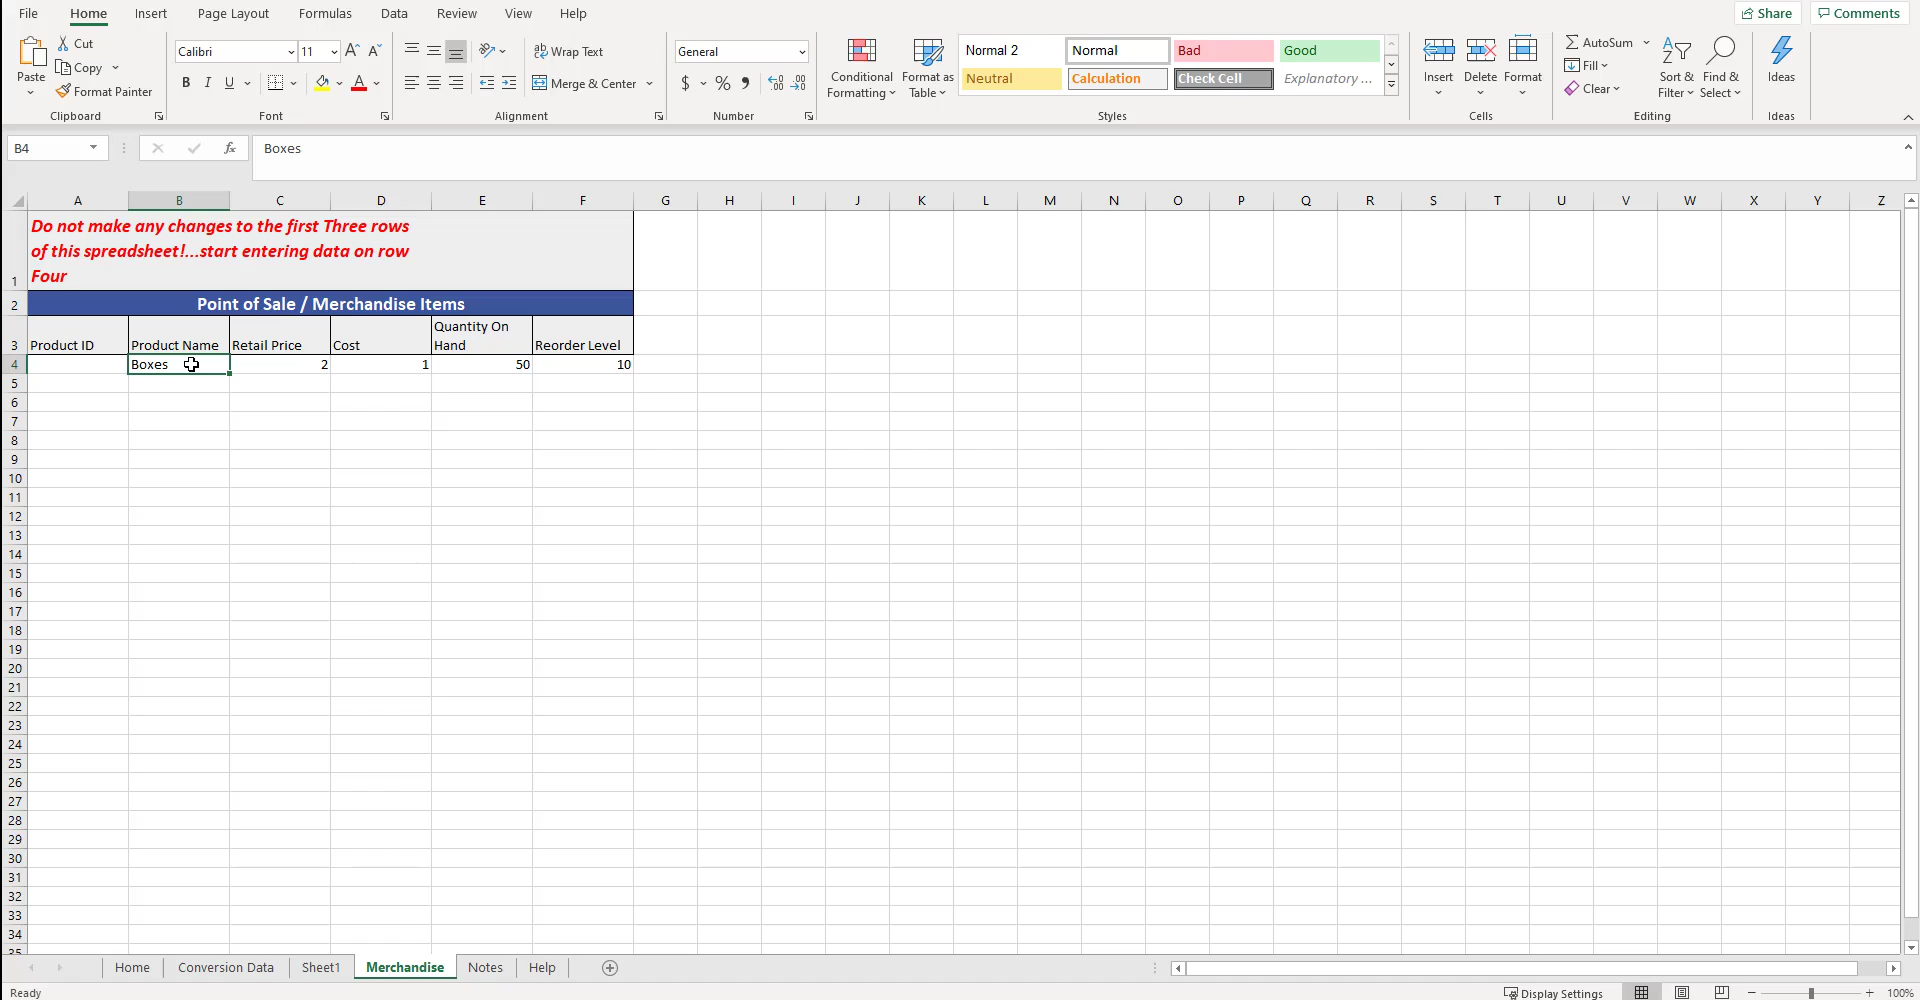 File Home Insert Page Layout Formulas Data Review View Help Share Comments
Cut
Copy
Format Painter
Paste
Clipboard
Calibri 11
B I U
Font
Wrap Text
Merge & Center
Alignment
General
$ % ,
Number
Conditional
Formatting
Format as
Table
Normal 2 Normal Bad Good
Neutral Calculation Check Cell Explanatory ...
Styles
Insert Delete Format
Cells
AutoSum
Fill
Clear
Sort &
Filter
Find &
Select
Editing
Ideas
Ideas
B4 fx Boxes
A B C D E F G H I J K L M N O P Q R S T U V W X Y Z
Do not make any changes to the first Three rows
of this spreadsheet!...start entering data on row
Four
1
2 Point of Sale / Merchandise Items
3 Product ID Product Name Retail Price Cost Quantity On
Hand Reorder Level
4 Boxes 2 1 50 10
5
6
7
8
9
10
11
12
13
14
15
16
17
18
19
20
21
22
23
24
25
26
27
28
29
30
31
32
33
34
35
Home Conversion Data Sheet1 Merchandise Notes Help
Ready Display Settings 100%